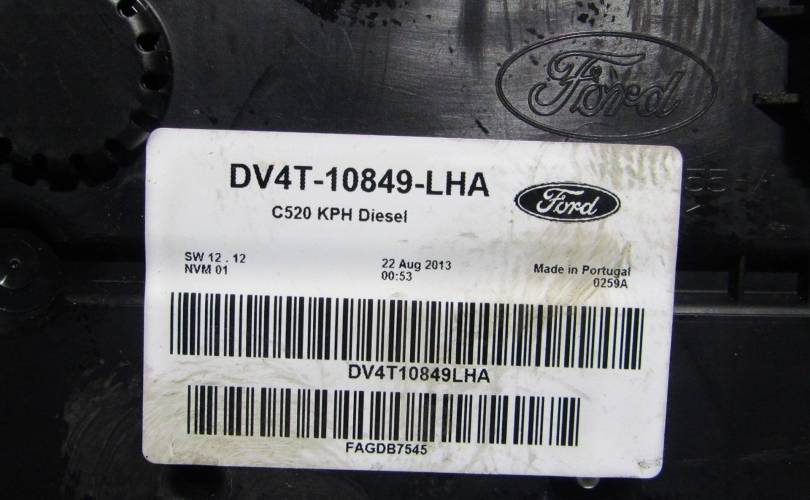 Ford
DV4T-10849-LHA
Ford
C520 KPH Diesel
SW 12 . 12
NVM 01
22 Aug 2013
00:53
Made in Portugal
0259A
DV4T10849LHA
FAGDB7545